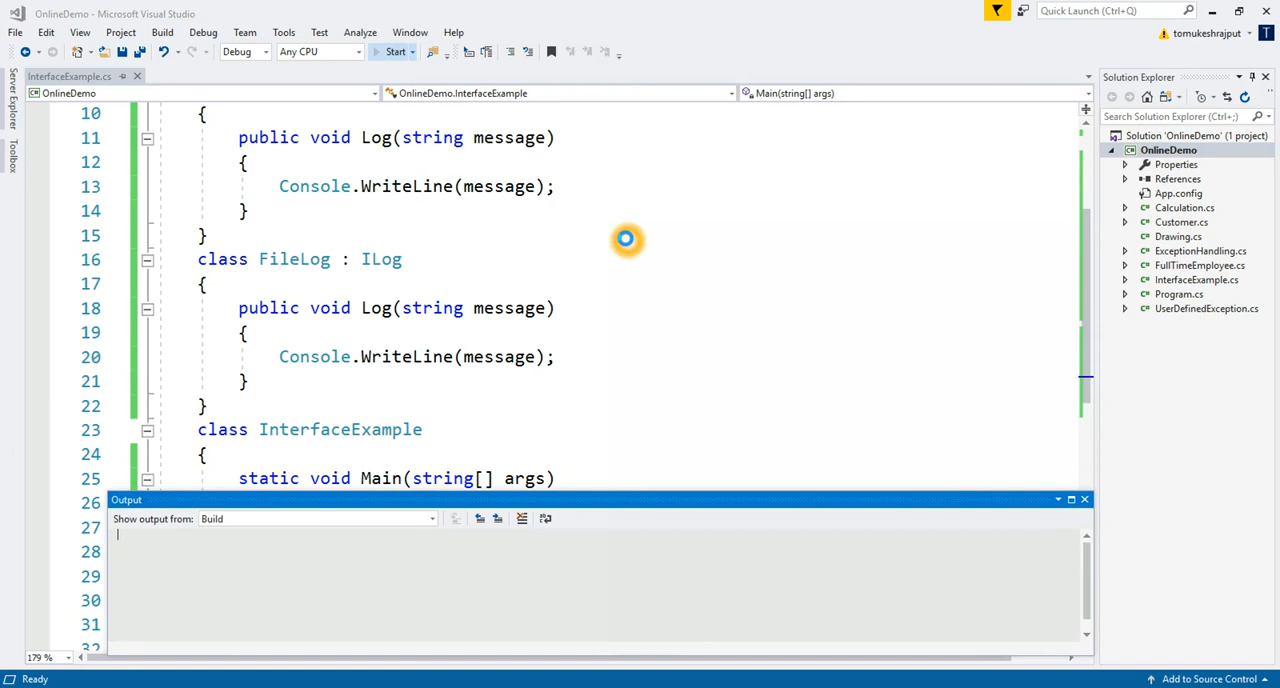 OnlineDemo - Microsoft Visual Studio
Quick Launch (Ctrl+Q)
File Edit View Project Build Debug Team Tools Test Analyze Window Help
tomukeshrajput T
Debug Any CPU Start
InterfaceExample.cs
Solution Explorer
OnlineDemo OnlineDemo.InterfaceExample Main(string[] args)
Server Explorer
Toolbox
10 {
11 public void Log(string message)
12 {
13 Console.WriteLine(message);
14 }
15 }
16 class FileLog : ILog
17 {
18 public void Log(string message)
19 {
20 Console.WriteLine(message);
21 }
22 }
23 class InterfaceExample
24 {
25 static void Main(string[] args)
26
27
28
29
30
31
32
Search Solution Explorer (Ctrl+;)
Solution 'OnlineDemo' (1 project)
OnlineDemo
Properties
References
App.config
Calculation.cs
Customer.cs
Drawing.cs
ExceptionHandling.cs
FullTimeEmployee.cs
InterfaceExample.cs
Program.cs
UserDefinedException.cs
Output
Show output from: Build
179 %
Ready
Add to Source Control